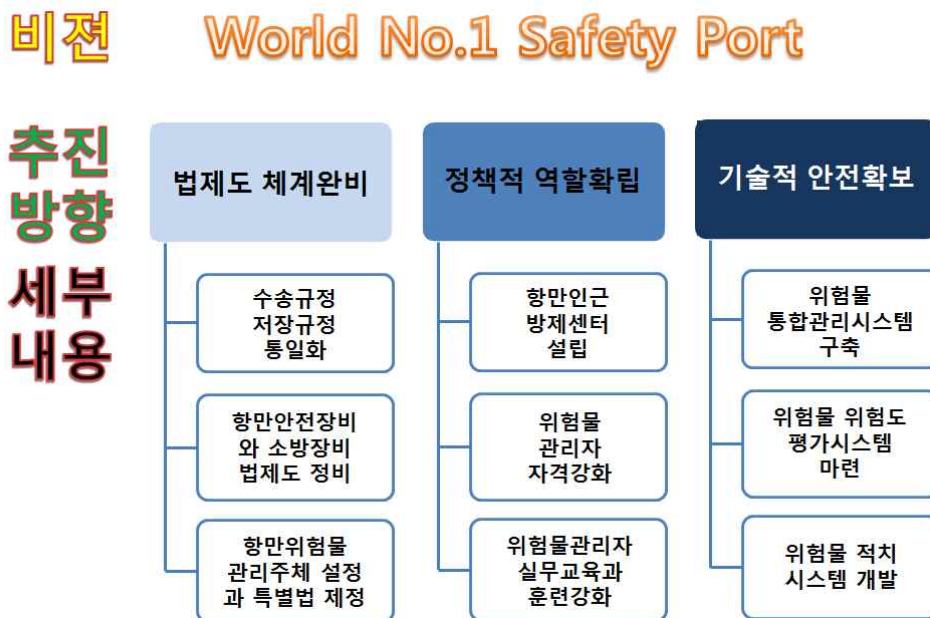 비전
World No.1 Safety Port
추진
방향
법제도 체계완비
정책적 역할확립
기술적 안전확보
세부
내용
수송규정
저장규정
통일화
항만안전장비
와 소방장비
법제도 정비
항만위험물
관리주체 설정
과 특별법 제정
항만인근
방제센터
설립
위험물
관리자
자격강화
위험물관리자
실무교육과
훈련강화
위험물
통합관리시스템
구축
위험물 위험도
평가시스템
마련
위험물 적치
시스템 개발